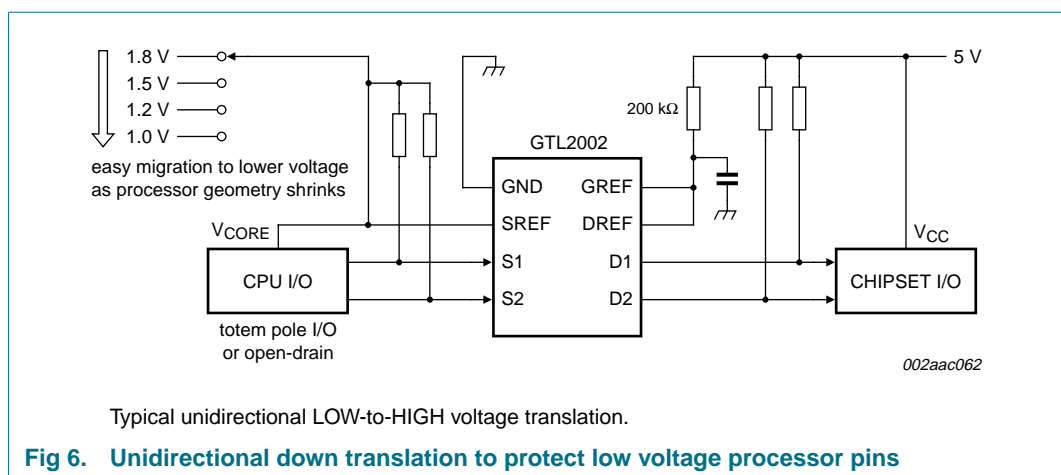 1.8 V
1.5 V
1.2 V
1.0 V
easy migration to lower voltage
as processor geometry shrinks
5 V
200 kΩ
GTL2002
GND GREF
SREF DREF
S1 D1
S2 D2
VCORE
CPU I/O
totem pole I/O
or open-drain
VCC
CHIPSET I/O
002aac062
Typical unidirectional LOW-to-HIGH voltage translation.
Fig 6. Unidirectional down translation to protect low voltage processor pins